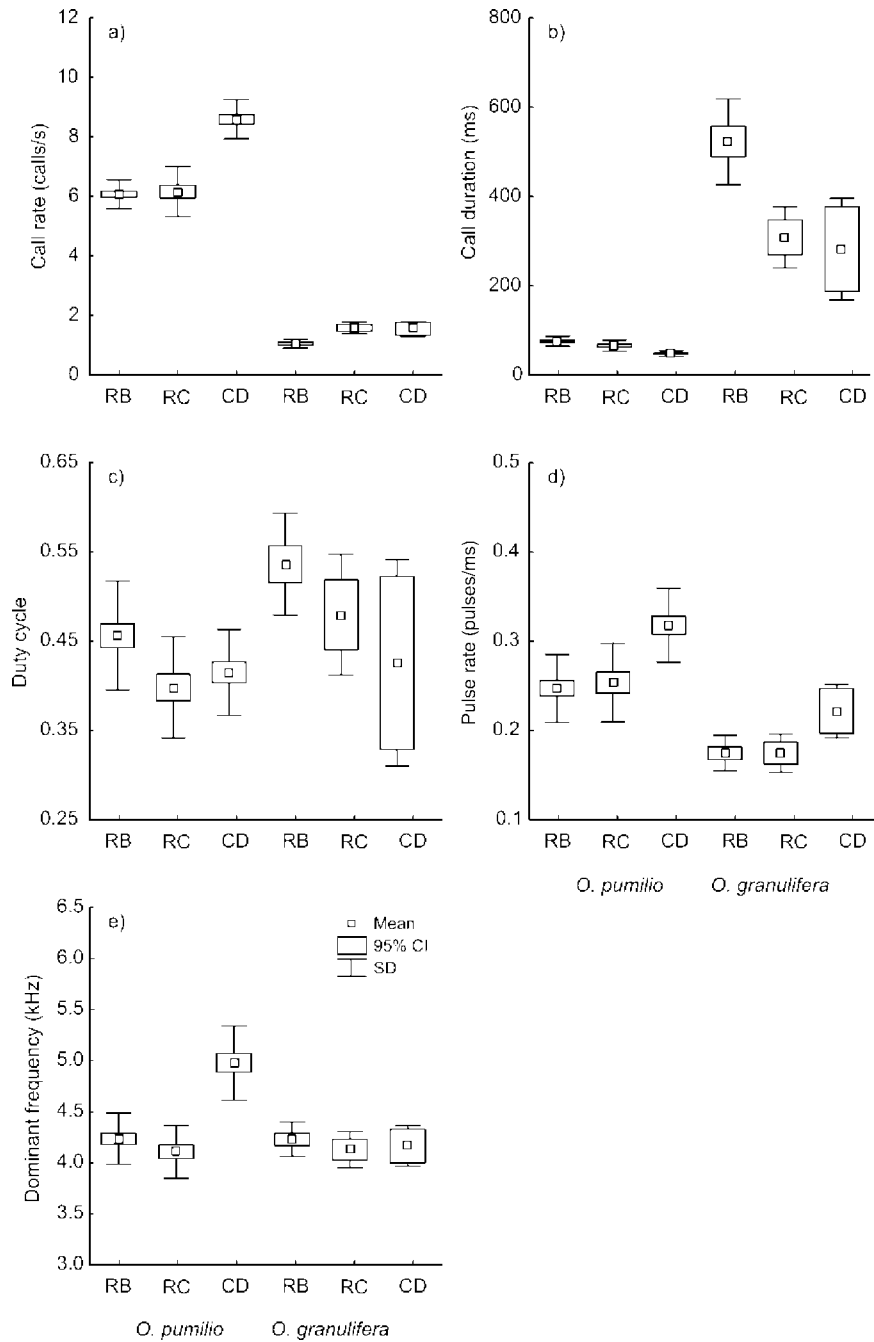 a)
Call rate (calls/s)
12
10
8
6
4
2
0
RB RC CD RB RC CD
b)
Call duration (ms)
800
600
400
200
0
RB RC CD RB RC CD
c)
Duty cycle
0.65
0.55
0.45
0.35
0.25
RB RC CD RB RC CD
d)
Pulse rate (pulses/ms)
0.5
0.4
0.3
0.2
0.1
RB RC CD RB RC CD
O. pumilio O. granulifera
e)
Mean
95% CI
SD
Dominant frequency (kHz)
6.5
6.0
5.5
5.0
4.5
4.0
3.5
3.0
RB RC CD RB RC CD
O. pumilio O. granulifera